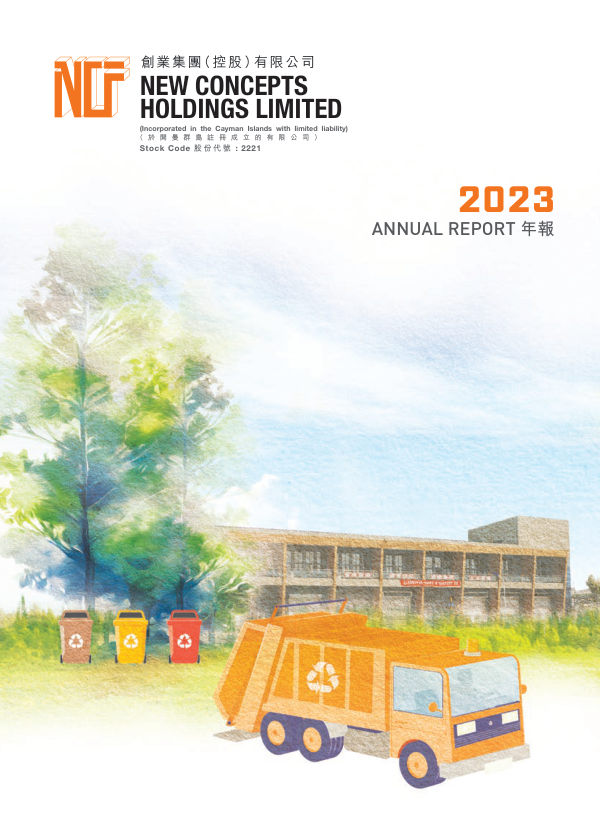 NCF
創業集團(控股)有限公司
NEW CONCEPTS
HOLDINGS LIMITED
(Incorporated in the Cayman Islands with limited liability)
(於開曼群島註冊成立的有限公司)
Stock Code 股份代號 : 2221
2023
ANNUAL REPORT 年報